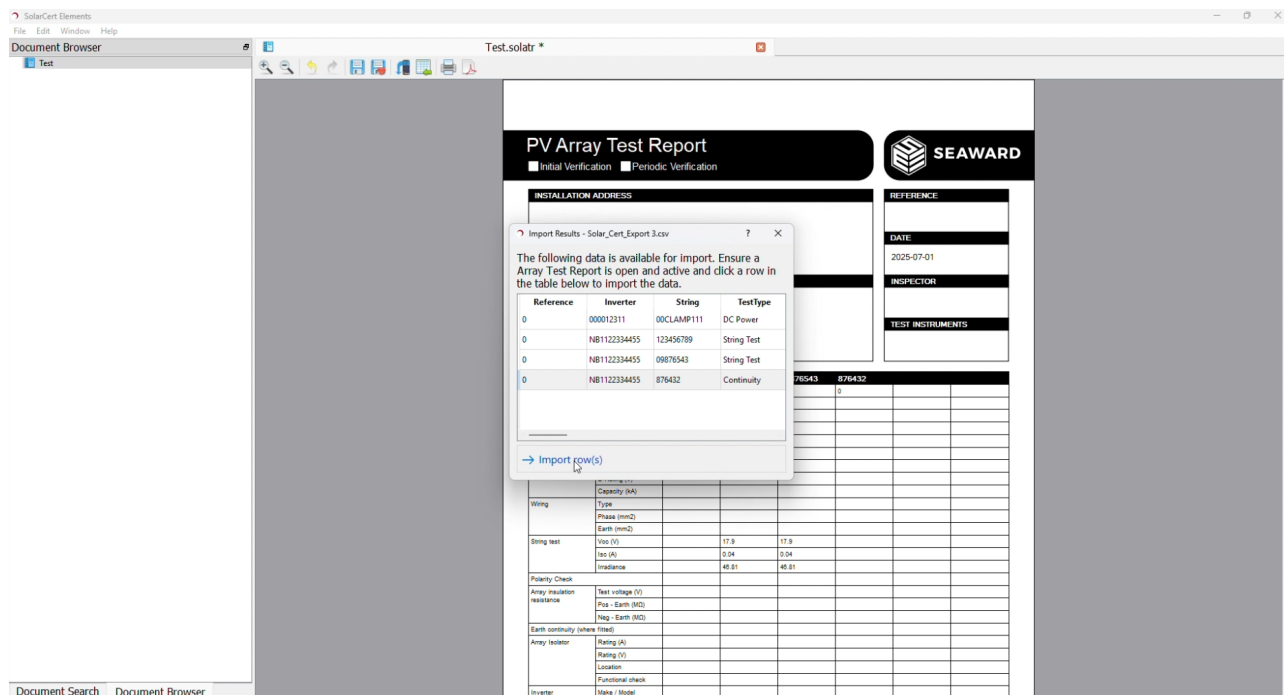 SolarCert Elements
File Edit Window Help
Document Browser
Test.solatr *
Test
PV Array Test Report
Initial Verification Periodic Verification
SEAWARD
INSTALLATION ADDRESS
REFERENCE
DATE
2025-07-01
INSPECTOR
TEST INSTRUMENTS
Import Results - Solar_Cert_Export 3.csv ?
The following data is available for import. Ensure a
Array Test Report is open and active and click a row in
the table below to import the data.
Reference Inverter String TestType
0 000012311 00CLAMP111 DC Power
0 NB1122334455 123456789 String Test
0 NB1122334455 09876543 String Test
0 NB1122334455 876432 Continuity
Import row(s)
76543 876432
0
Capacity (kA)
Wiring Type
Phase (mm2)
Earth (mm2)
String test Voc (V) 17.9 17.9
Isc (A) 0.04 0.04
Irradiance 46.81 46.81
Polarity Check
Array insulation resistance Test voltage (V)
Pos - Earth (MΩ)
Neg - Earth (MΩ)
Earth continuity (where fitted)
Array Isolator Rating (A)
Rating (V)
Location
Functional check
Inverter Make / Model
Document Search Document Browser